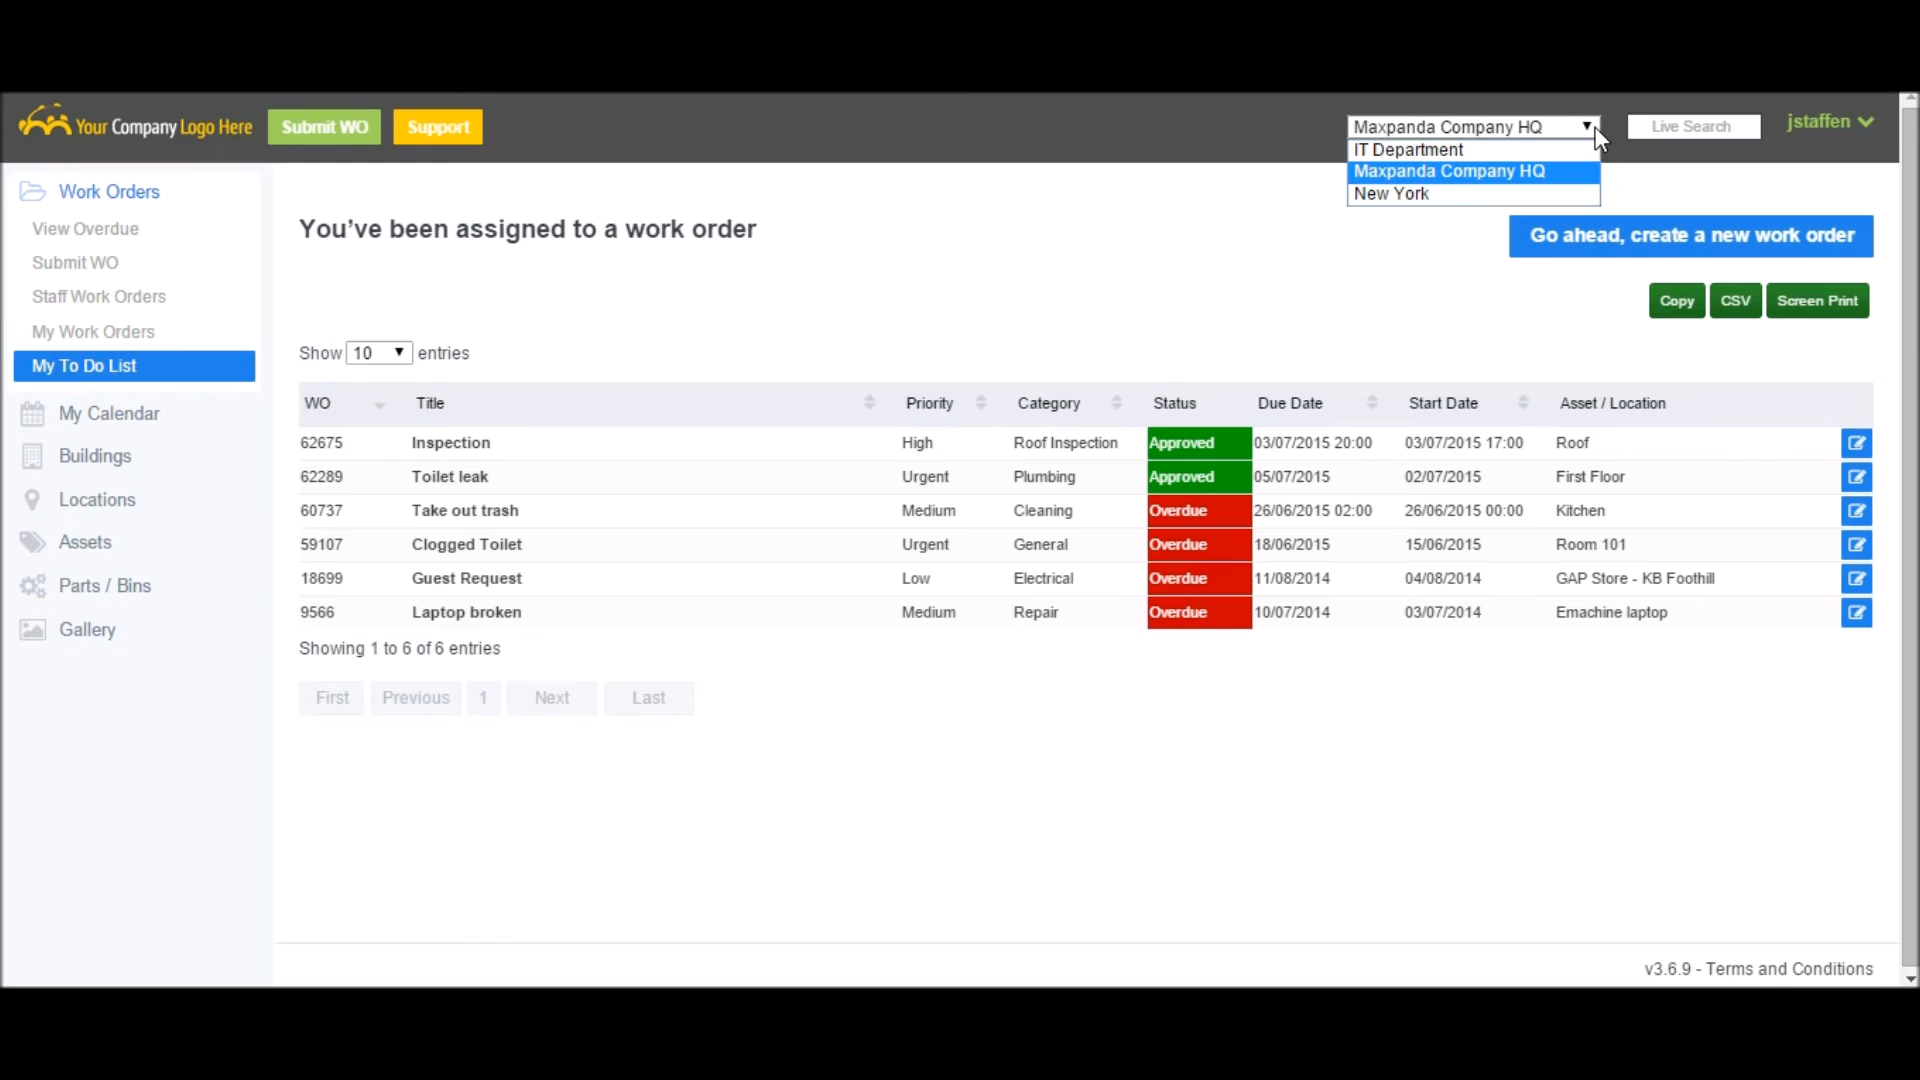 Your Company Logo Here
Submit WO
Support
Maxpanda Company HQ
IT Department
Maxpanda Company HQ
New York
Live Search
jstaffen
Work Orders
View Overdue
Submit WO
Staff Work Orders
My Work Orders
My To Do List
My Calendar
Buildings
Locations
Assets
Parts / Bins
Gallery
You've been assigned to a work order
Go ahead, create a new work order
Copy CSV Screen Print
Show 10 entries
WO Title Priority Category Status Due Date Start Date Asset / Location
62675 Inspection High Roof Inspection Approved 03/07/2015 20:00 03/07/2015 17:00 Roof
62289 Toilet leak Urgent Plumbing Approved 05/07/2015 02/07/2015 First Floor
60737 Take out trash Medium Cleaning Overdue 26/06/2015 02:00 26/06/2015 00:00 Kitchen
59107 Clogged Toilet Urgent General Overdue 18/06/2015 15/06/2015 Room 101
18699 Guest Request Low Electrical Overdue 11/08/2014 04/08/2014 GAP Store - KB Foothill
9566 Laptop broken Medium Repair Overdue 10/07/2014 03/07/2014 Emachine laptop
Showing 1 to 6 of 6 entries
First Previous 1 Next Last
v3.6.9 - Terms and Conditions